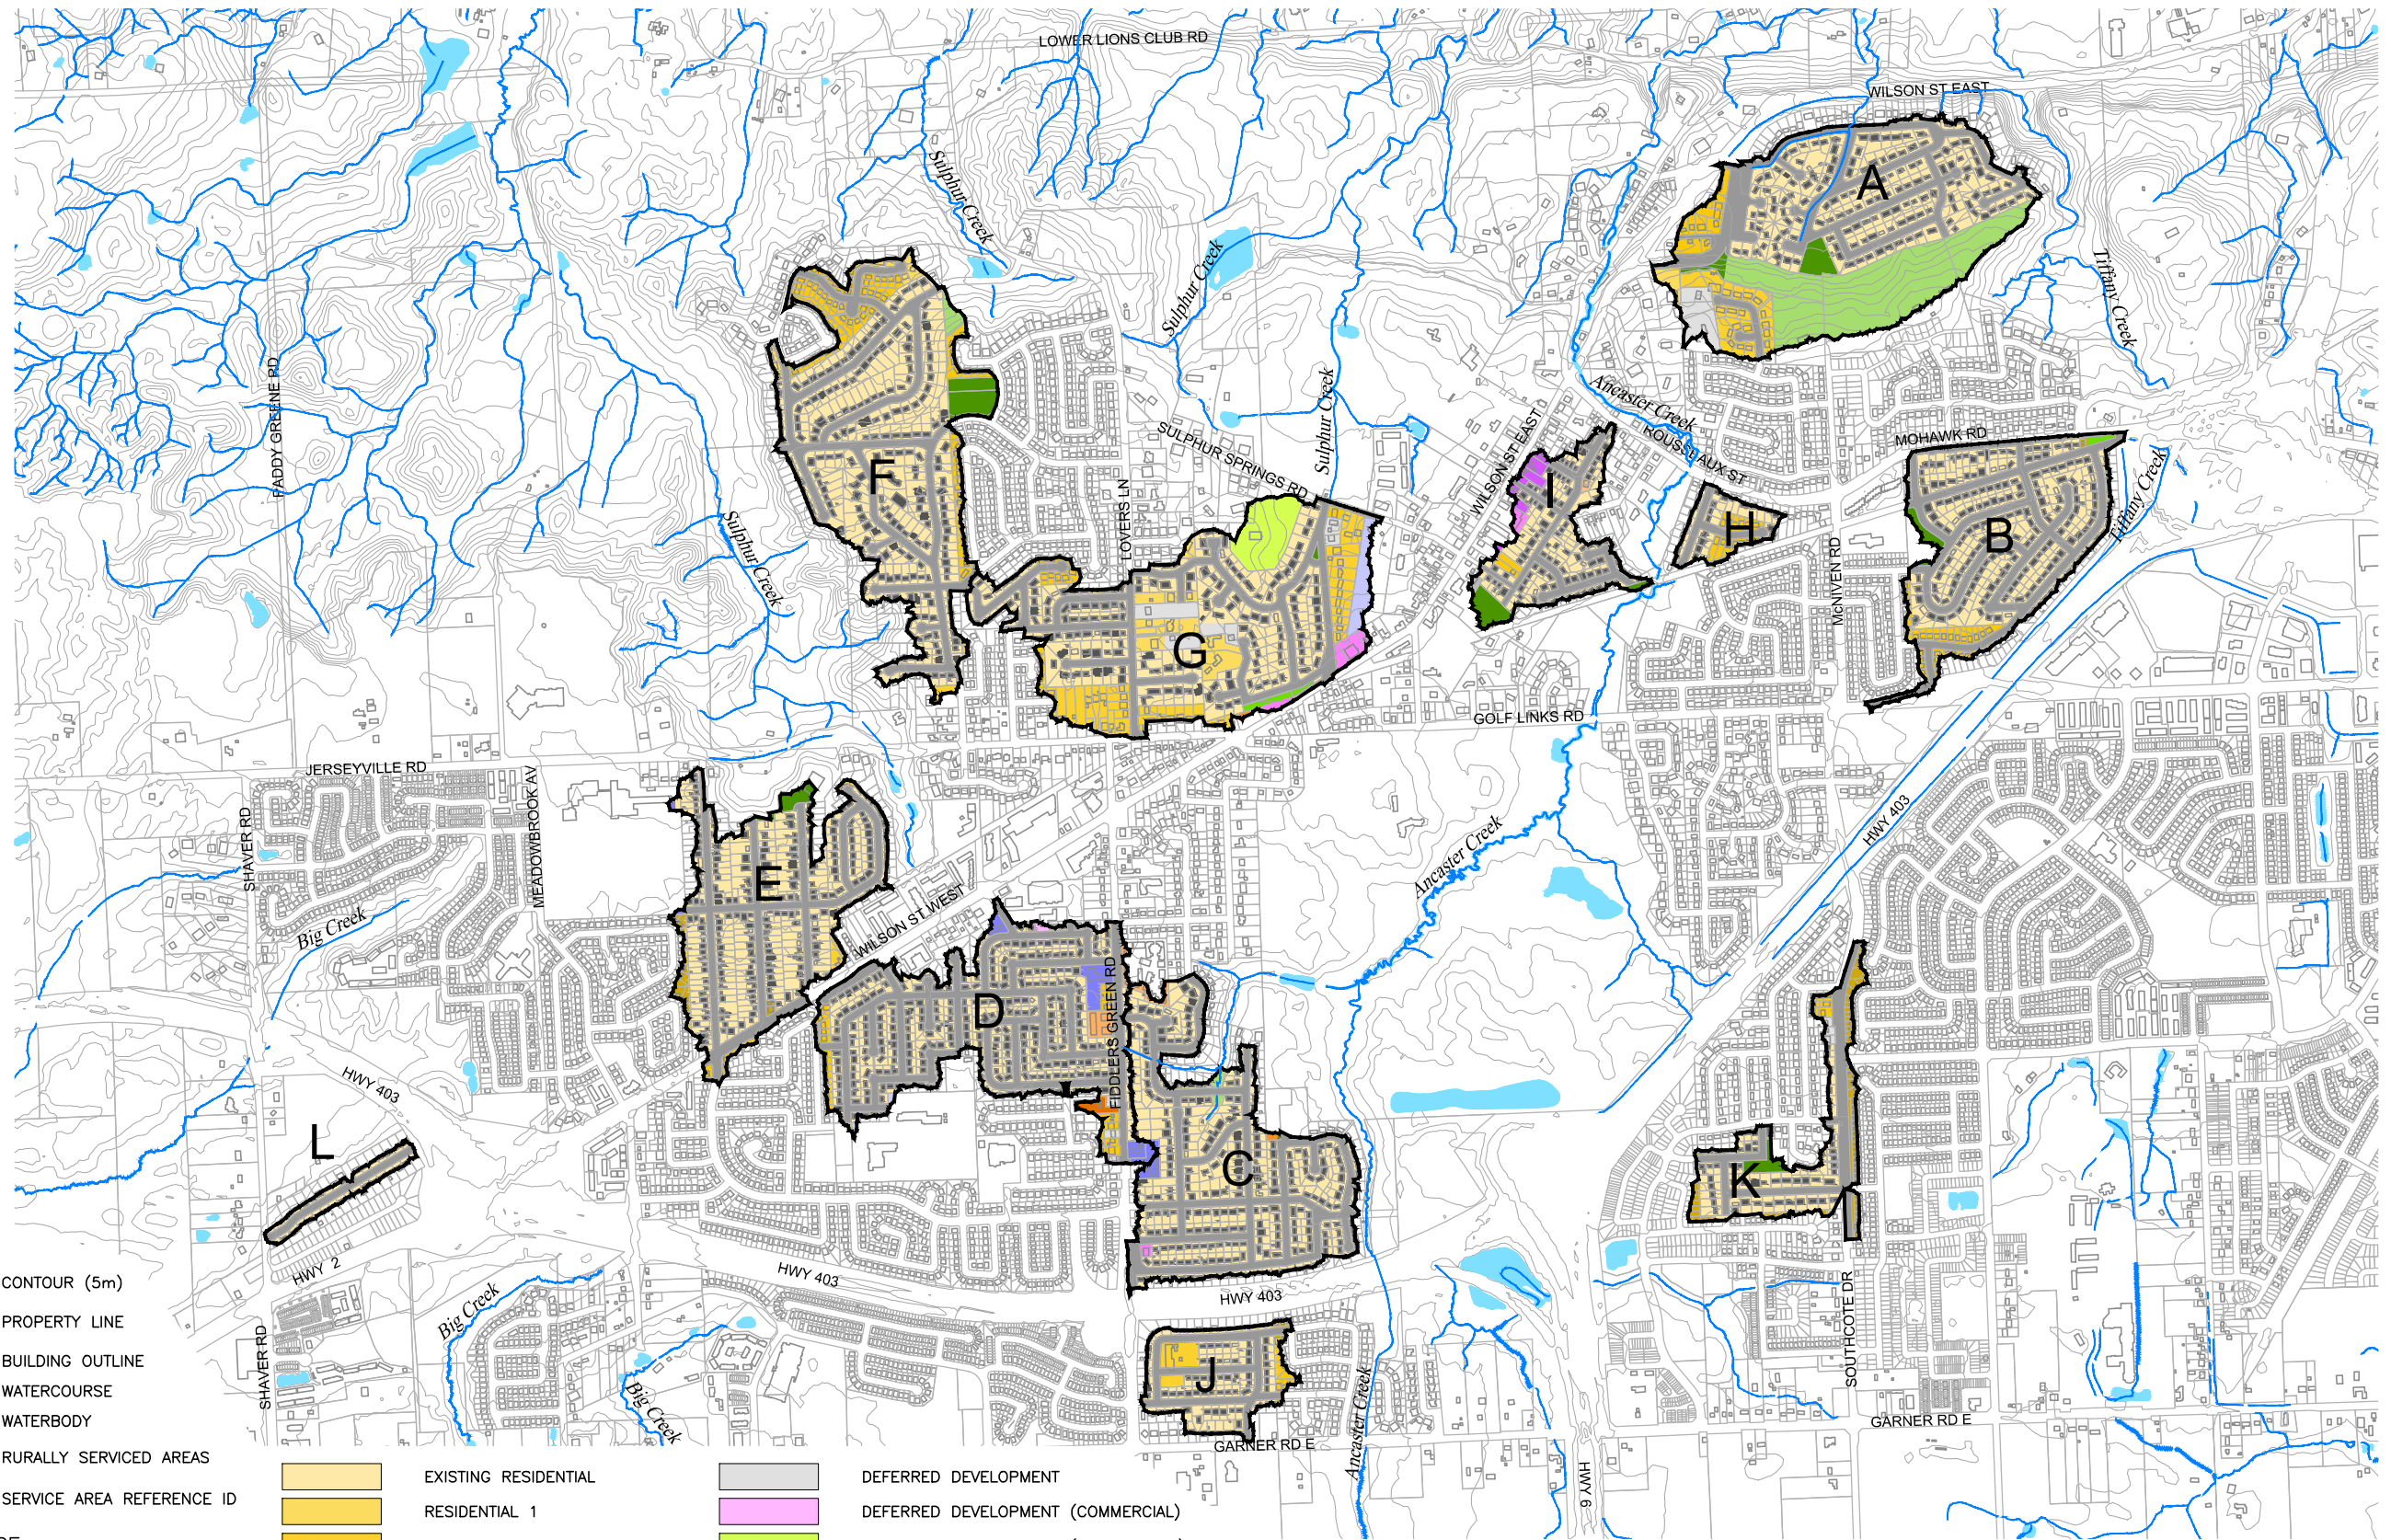 LOWER LIONS CLUB RD
WILSON ST EAST
A
Sulphur Creek
Sulphur Creek
Tiffany Creek
PADDY GREENE RD
Sulphur Creek
Ancaster Creek
WILSON ST EAST
ROUSSEAUX ST
MOHAWK RD
SULPHUR SPRINGS RD
F
LOVERS LN
I
H
B
McNIVEN RD
Tiffany Creek
Sulphur Creek
G
GOLF LINKS RD
JERSEYVILLE RD
SHAVER RD
MEADOWBROOK AV
HWY 403
Ancaster Creek
E
Big Creek
WILSON ST WEST
D
FIDDLERS GREEN RD
HWY 403
L
C
K
HWY 2
HWY 403
HWY 403
Big Creek
SOUTHCOTE DR
SHAVER RD
Big Creek
J
Ancaster Creek
GARNER RD E
GARNER RD E
HWY 6
CONTOUR (5m)
PROPERTY LINE
BUILDING OUTLINE
WATERCOURSE
WATERBODY
RURALLY SERVICED AREAS
SERVICE AREA REFERENCE ID
EXISTING RESIDENTIAL
RESIDENTIAL 1
DEFERRED DEVELOPMENT
DEFERRED DEVELOPMENT (COMMERCIAL)